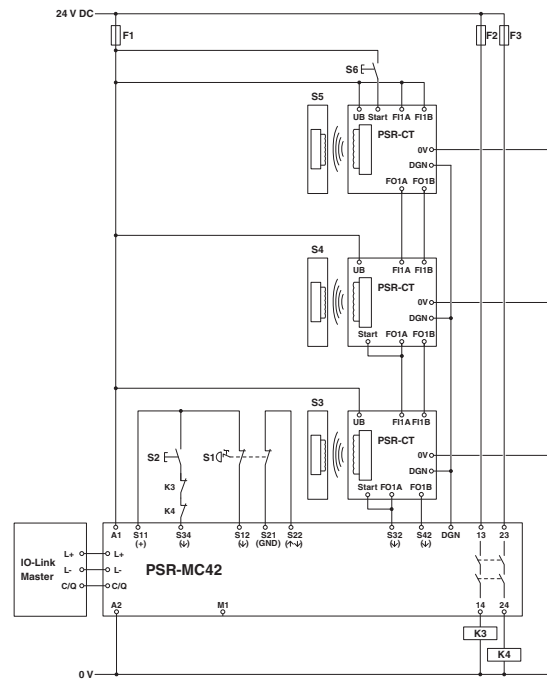 24 V DC
F1
F2
F3
S6
S5
UB Start FI1A FI1B
PSR-CT
0V
DGN
FO1A FO1B
S4
UB FI1A FI1B
PSR-CT
0V
DGN
Start FO1A FO1B
S3
UB FI1A FI1B
PSR-CT
0V
DGN
Start FO1A FO1B
S2
S1
K3
K4
A1 S11 S34 S12 S21 S22 S32 S42 DGN 13 23
(+) (↓) (↓) (GND) (↑↓) (↓) (↓)
IO-Link
Master
L+ L+
L- L-
C/Q C/Q
PSR-MC42
A2 M1 14 24
K3
K4
0 V